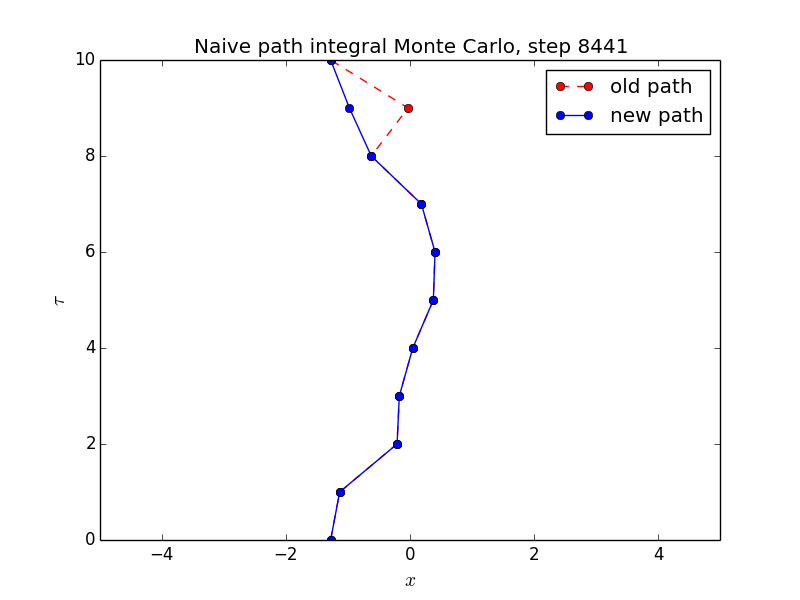 Naive path integral Monte Carlo, step 8441
10
old path
new path
8
6
τ
4
2
0
−4 −2 0 2 4
x